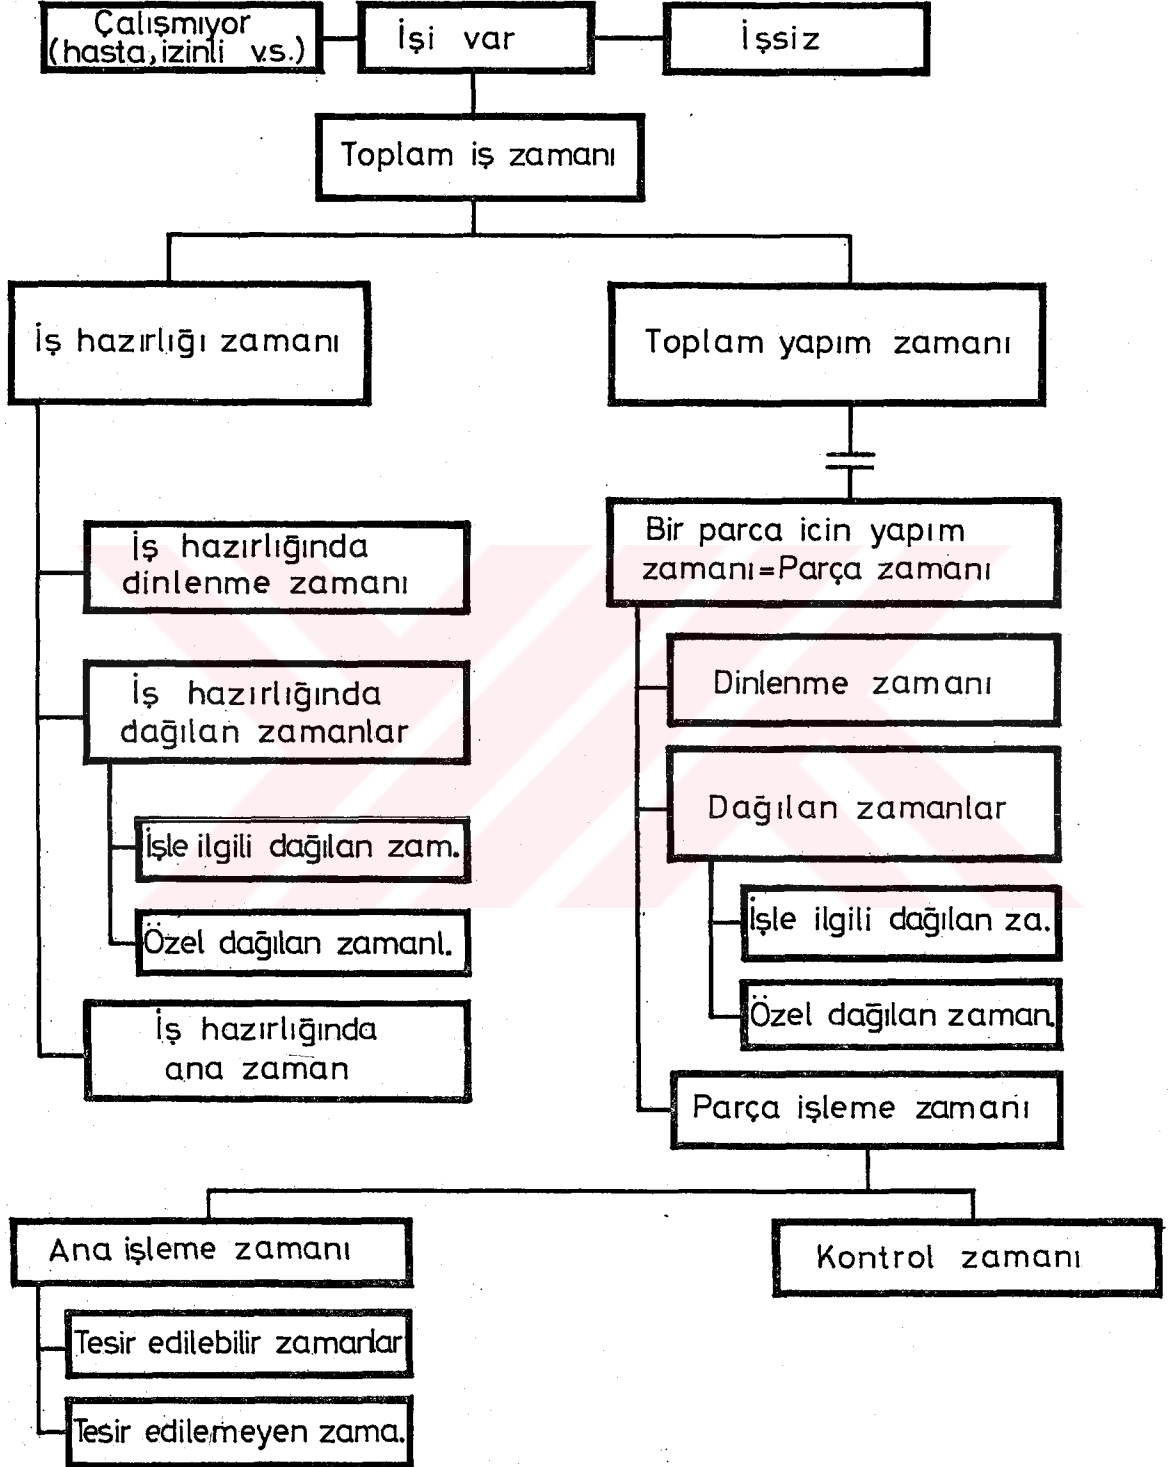 Çalışmıyor
(hasta, izinli v.s.)
İşi var
İşsiz
Toplam iş zamanı
İş hazırlığı zamanı
Toplam yapım zamanı
İş hazırlığında
dinlenme zamanı
İş hazırlığında
dağılan zamanlar
İşle ilgili dağılan zam.
Özel dağılan zamanl.
İş hazırlığında
ana zaman
Bir parca icin yapım
zamanı=Parça zamanı
Dinlenme zamanı
Dağılan zamanlar
İşle ilgili dağılan za.
Özel dağılan zaman.
Parça işleme zamanı
Ana işleme zamanı
Tesir edilebilir zamanlar
Tesir edilemeyen zama.
Kontrol zamanı